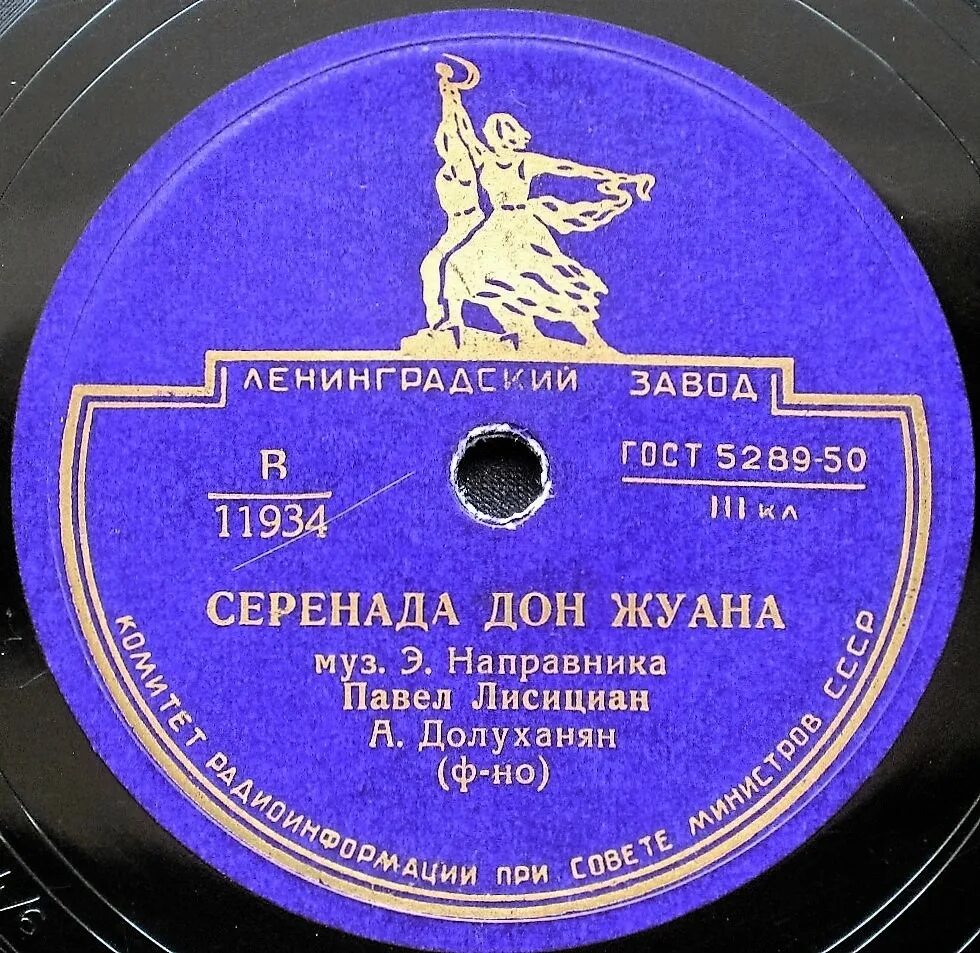 ЛЕНИНГРАДСКИЙ ЗАВОД
В
11934
ГОСТ 5289-50
III кл
СЕРЕНАДА ДОН ЖУАНА
муз. Э. Направника
Павел Лисициан
А. Долуханян
(ф-но)
КОМИТЕТ РАДИОИНФОРМАЦИИ ПРИ СОВЕТЕ МИНИСТРОВ СССР